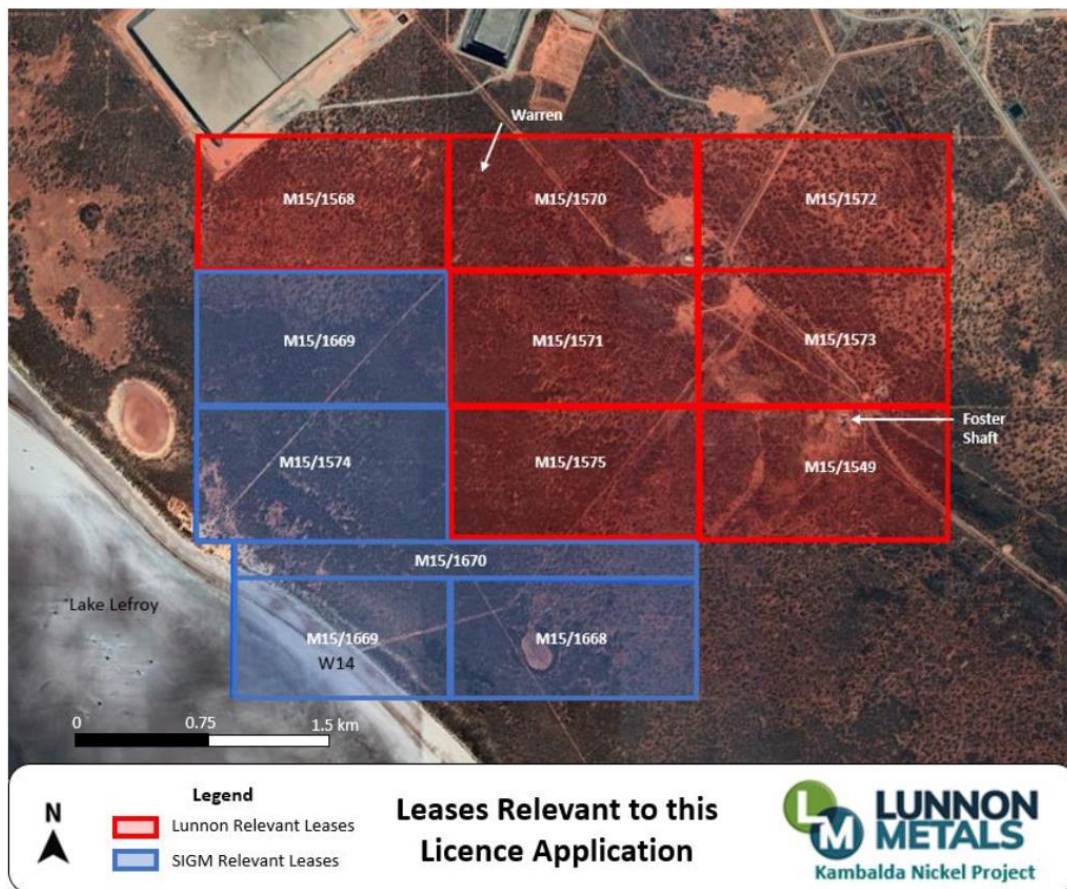 Warren
M15/1568
M15/1570
M15/1572
M15/1669
M15/1571
M15/1573
Foster
Shaft
M15/1574
M15/1575
M15/1549
M15/1670
Lake Lefroy
M15/1669
W14
M15/1668
0 0.75 1.5 km
N
Legend
Lunnon Relevant Leases
SIGM Relevant Leases
Leases Relevant to this
Licence Application
LM
LUNNON
METALS
Kambalda Nickel Project